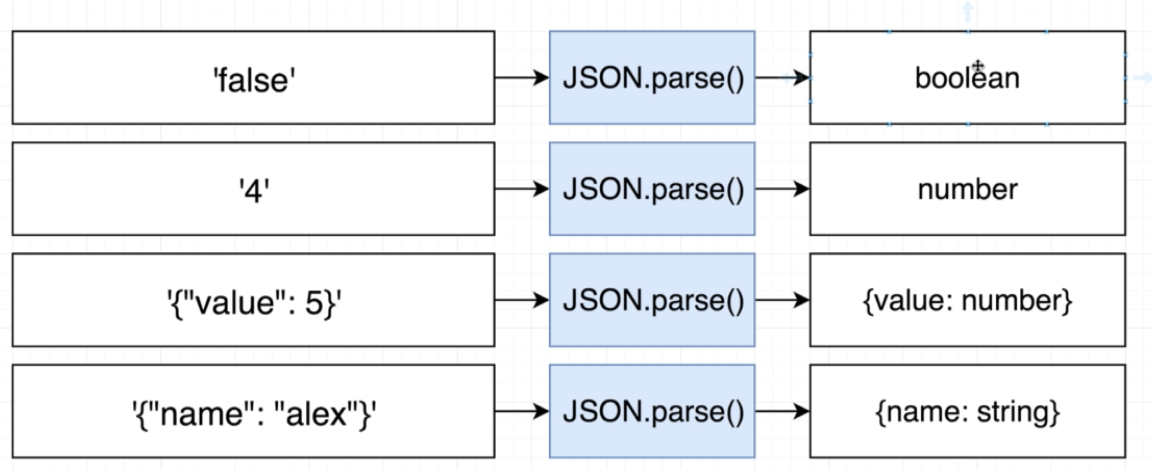 'false' JSON.parse() boolean
'4' JSON.parse() number
'{"value": 5}' JSON.parse() {value: number}
'{"name": "alex"}' JSON.parse() {name: string}